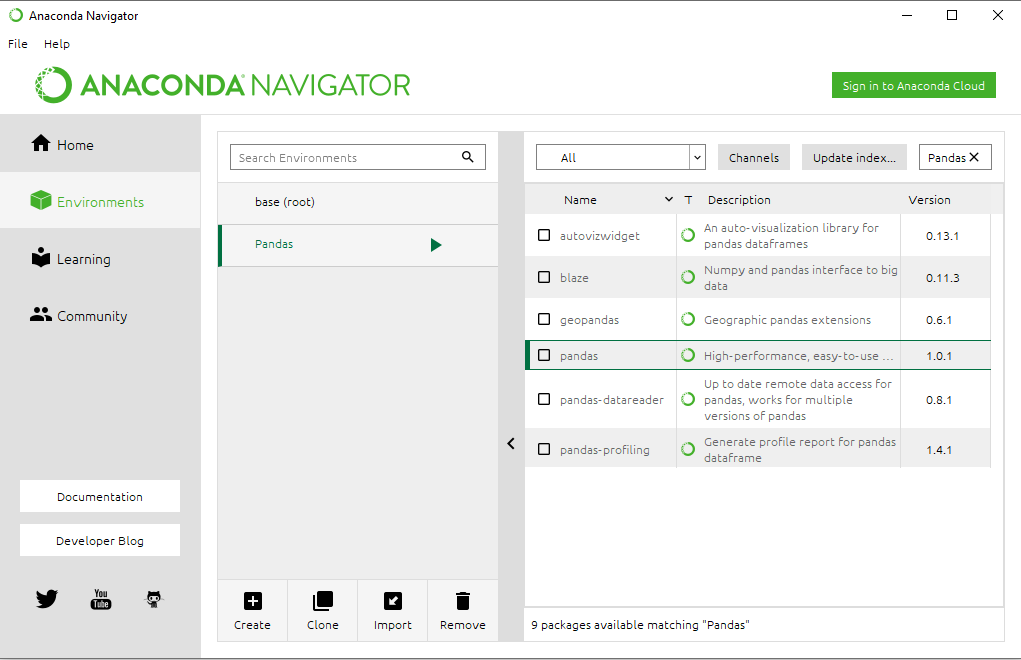 Anaconda Navigator
File Help
ANACONDA NAVIGATOR
Sign in to Anaconda Cloud
Home
Environments
Learning
Community
Documentation
Developer Blog
You
Tube
Search Environments
base (root)
Pandas
Create Clone Import Remove
All Channels Update index... Pandas
Name T Description Version
autovizwidget An auto-visualization library for
pandas dataframes 0.13.1
blaze Numpy and pandas interface to big
data 0.11.3
geopandas Geographic pandas extensions 0.6.1
pandas High-performance, easy-to-use ... 1.0.1
pandas-datareader Up to date remote data access for
pandas, works for multiple
versions of pandas 0.8.1
pandas-profiling Generate profile report for pandas
dataframe 1.4.1
9 packages available matching "Pandas"